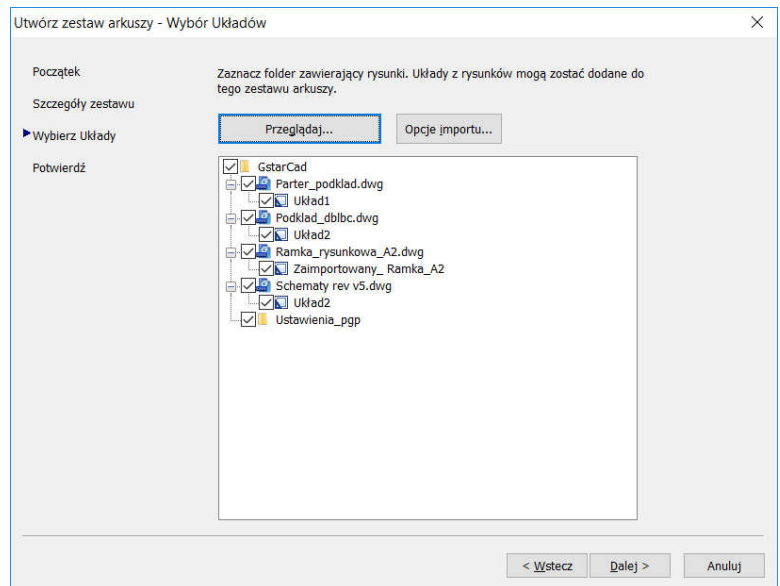 Utwórz zestaw arkuszy - Wybór Układów
Początek
Szczegóły zestawu
Wybierz Układy
Potwierdź
Zaznacz folder zawierający rysunki. Układy z rysunków mogą zostać dodane do
tego zestawu arkuszy.
Przeglądaj...
Opcje importu...
GstarCad
Parter_podklad.dwg
Układ1
Podklad_dblbc.dwg
Układ2
Ramka_rysunkowa_A2.dwg
Zaimportowany_ Ramka_A2
Schematy rev v5.dwg
Układ2
Ustawienia_pgp
< Wstecz
Dalej >
Anuluj